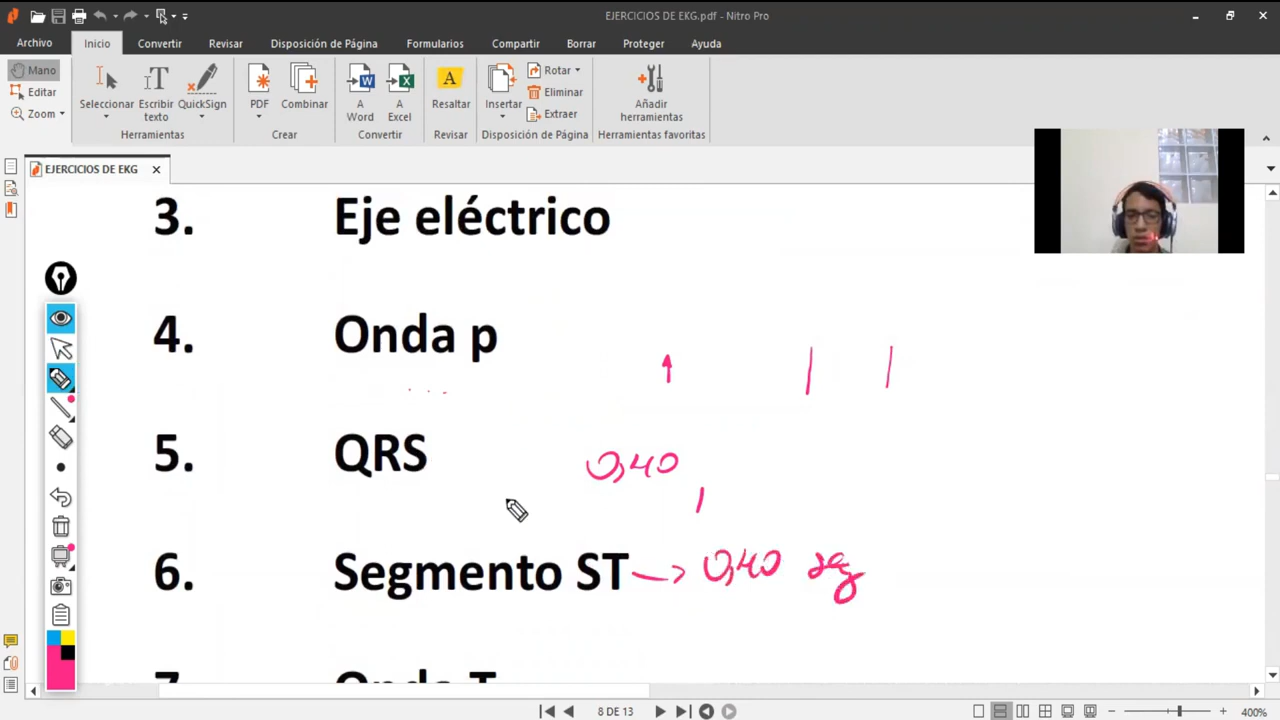 EJERCICIOS DE EKG.pdf - Nitro Pro
Archivo Inicio Convertir Revisar Disposición de Página Formularios Compartir Borrar Proteger Ayuda
Mano
Editar
Zoom
Seleccionar
Escribir texto
QuickSign
Herramientas
PDF
Combinar
Crear
A Word
A Excel
Convertir
Resaltar
Revisar
Insertar
Rotar
Eliminar
Extraer
Disposición de Página
Añadir herramientas
Herramientas favoritas
EJERCICIOS DE EKG
3. Eje eléctrico
4. Onda p
5. QRS 0,40
6. Segmento ST → 0,40 seg
7. Onda T
8 DE 13
400%